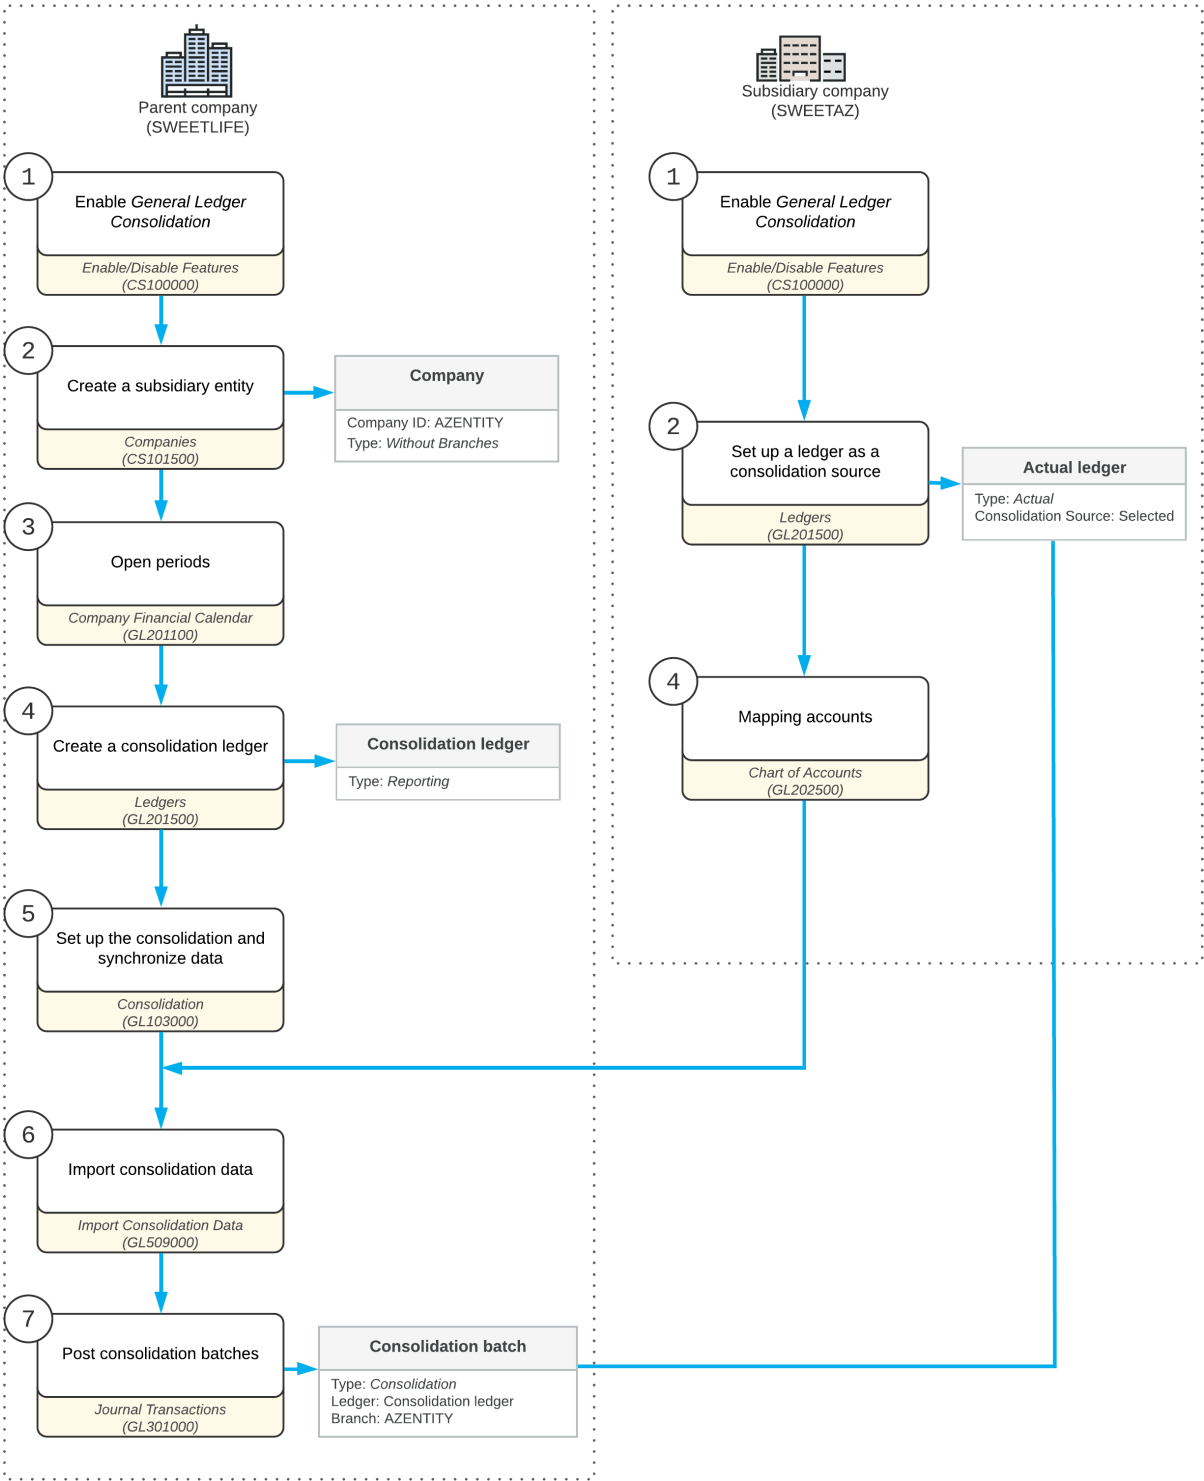 Parent company
(SWEETLIFE)
1
Enable General Ledger
Consolidation
Enable/Disable Features
(CS100000)
2
Create a subsidiary entity
Companies
(CS101500)
Company
Company ID: AZENTITY
Type: Without Branches
3
Open periods
Company Financial Calendar
(GL201100)
4
Create a consolidation ledger
Ledgers
(GL201500)
Consolidation ledger
Type: Reporting
5
Set up the consolidation and
synchronize data
Consolidation
(GL103000)
6
Import consolidation data
Import Consolidation Data
(GL509000)
7
Post consolidation batches
Journal Transactions
(GL301000)
Consolidation batch
Type: Consolidation
Ledger: Consolidation ledger
Branch: AZENTITY
Subsidiary company
(SWEETAZ)
1
Enable General Ledger
Consolidation
Enable/Disable Features
(CS100000)
2
Set up a ledger as a
consolidation source
Ledgers
(GL201500)
Actual ledger
Type: Actual
Consolidation Source: Selected
4
Mapping accounts
Chart of Accounts
(GL202500)